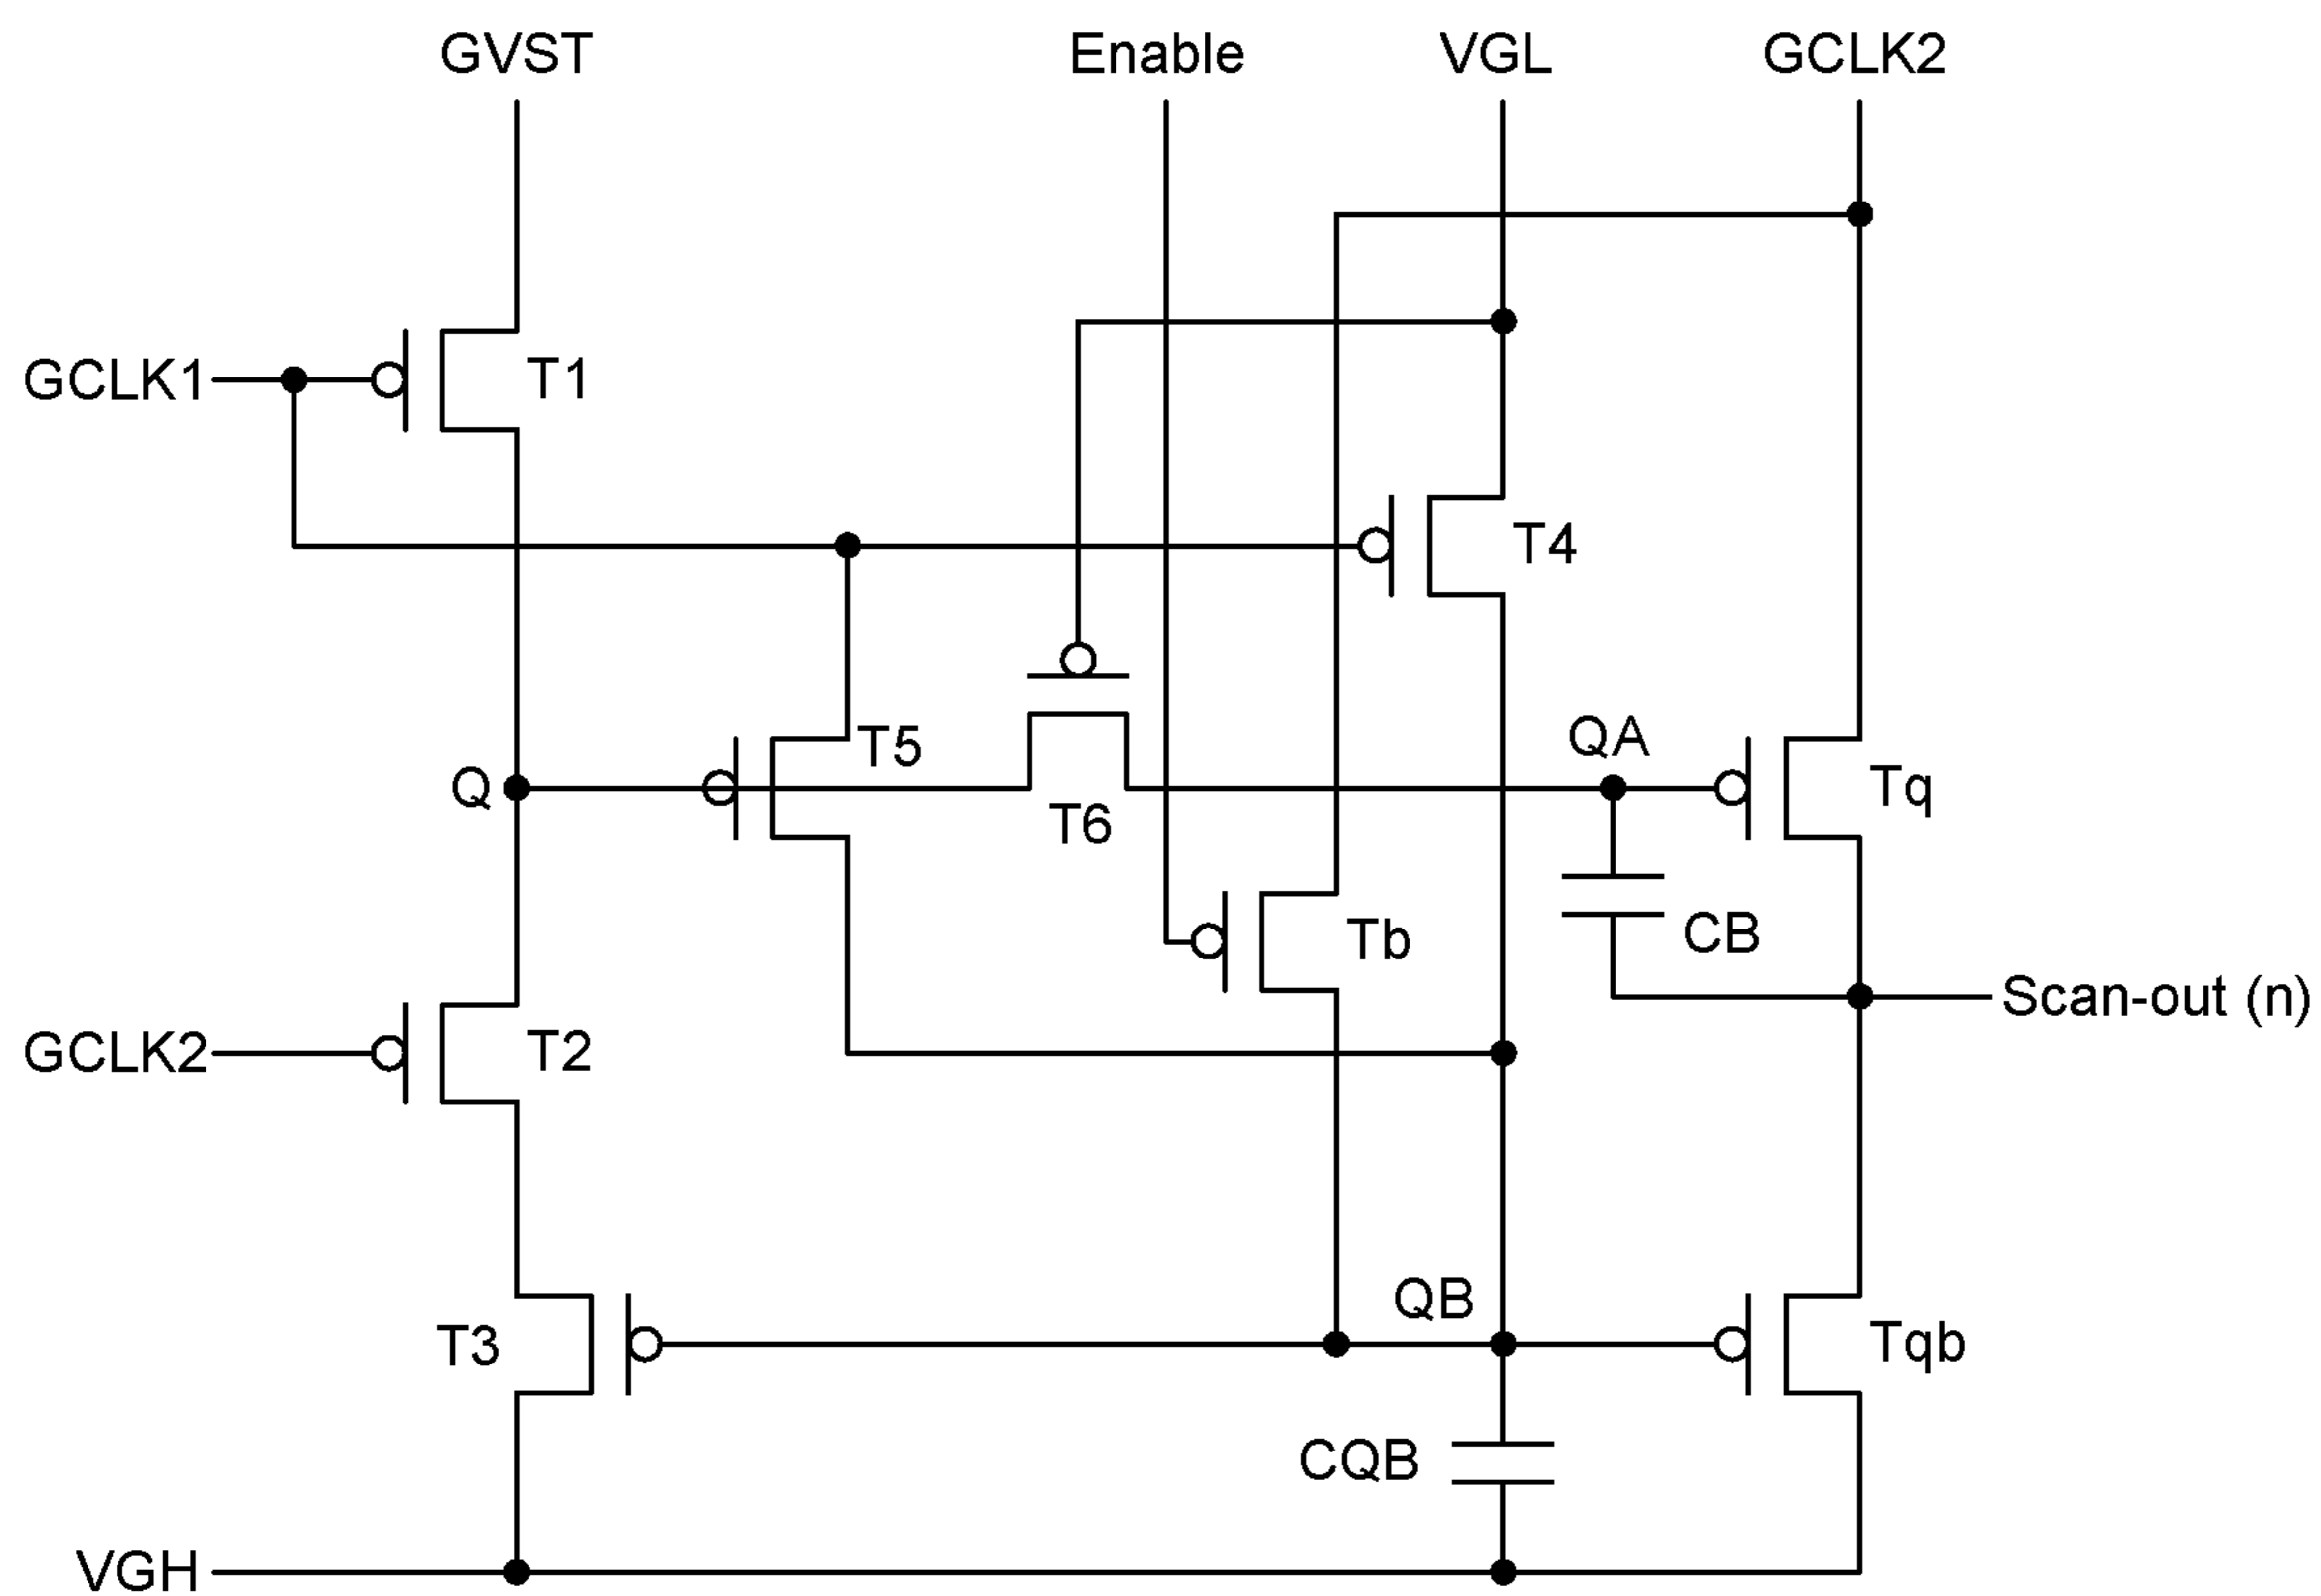 GVST
Enable
VGL
GCLK2
GCLK1
T1
T4
T5
QA
Q
T6
Tq
Tb
CB
Scan-out (n)
GCLK2
T2
QB
T3
Tqb
CQB
VGH